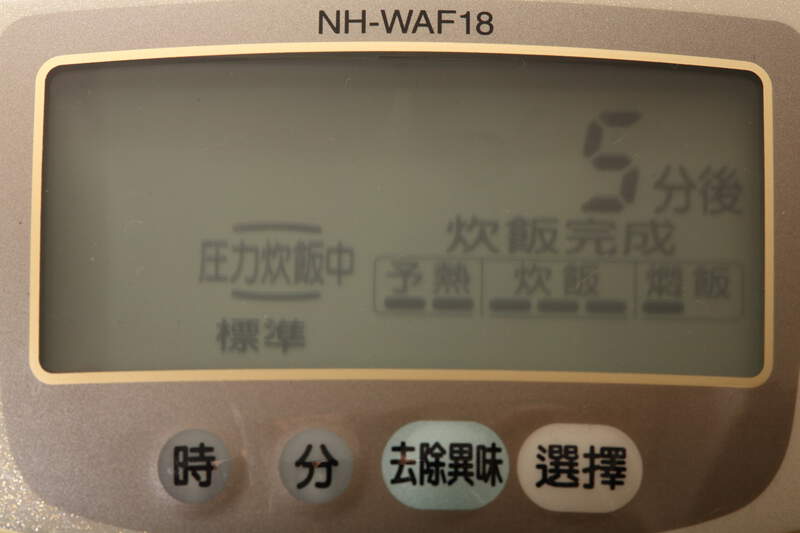 NH-WAF18
5分後
炊飯完成
圧力炊飯中
予熱 炊飯 焖飯
標準
時 分 去除異味 選擇